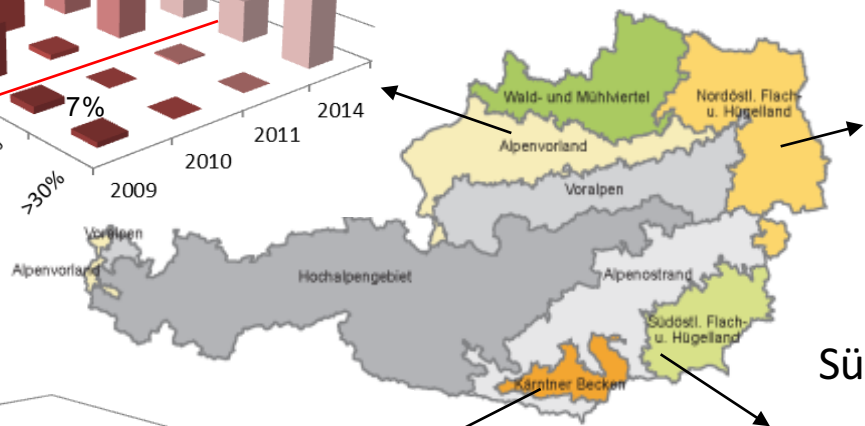 7%
>30%
2009
2010
2011
2014
Wald- und Mühlviertel
Nordöstl. Flach-
u. Hügelland
Alpenvorland
Voralpen
Voralpen
Alpenvorland
Hochalpengebiet
Alpenostrand
Südöstl. Flach-
u. Hügelland
Kärntner Becken
Sü